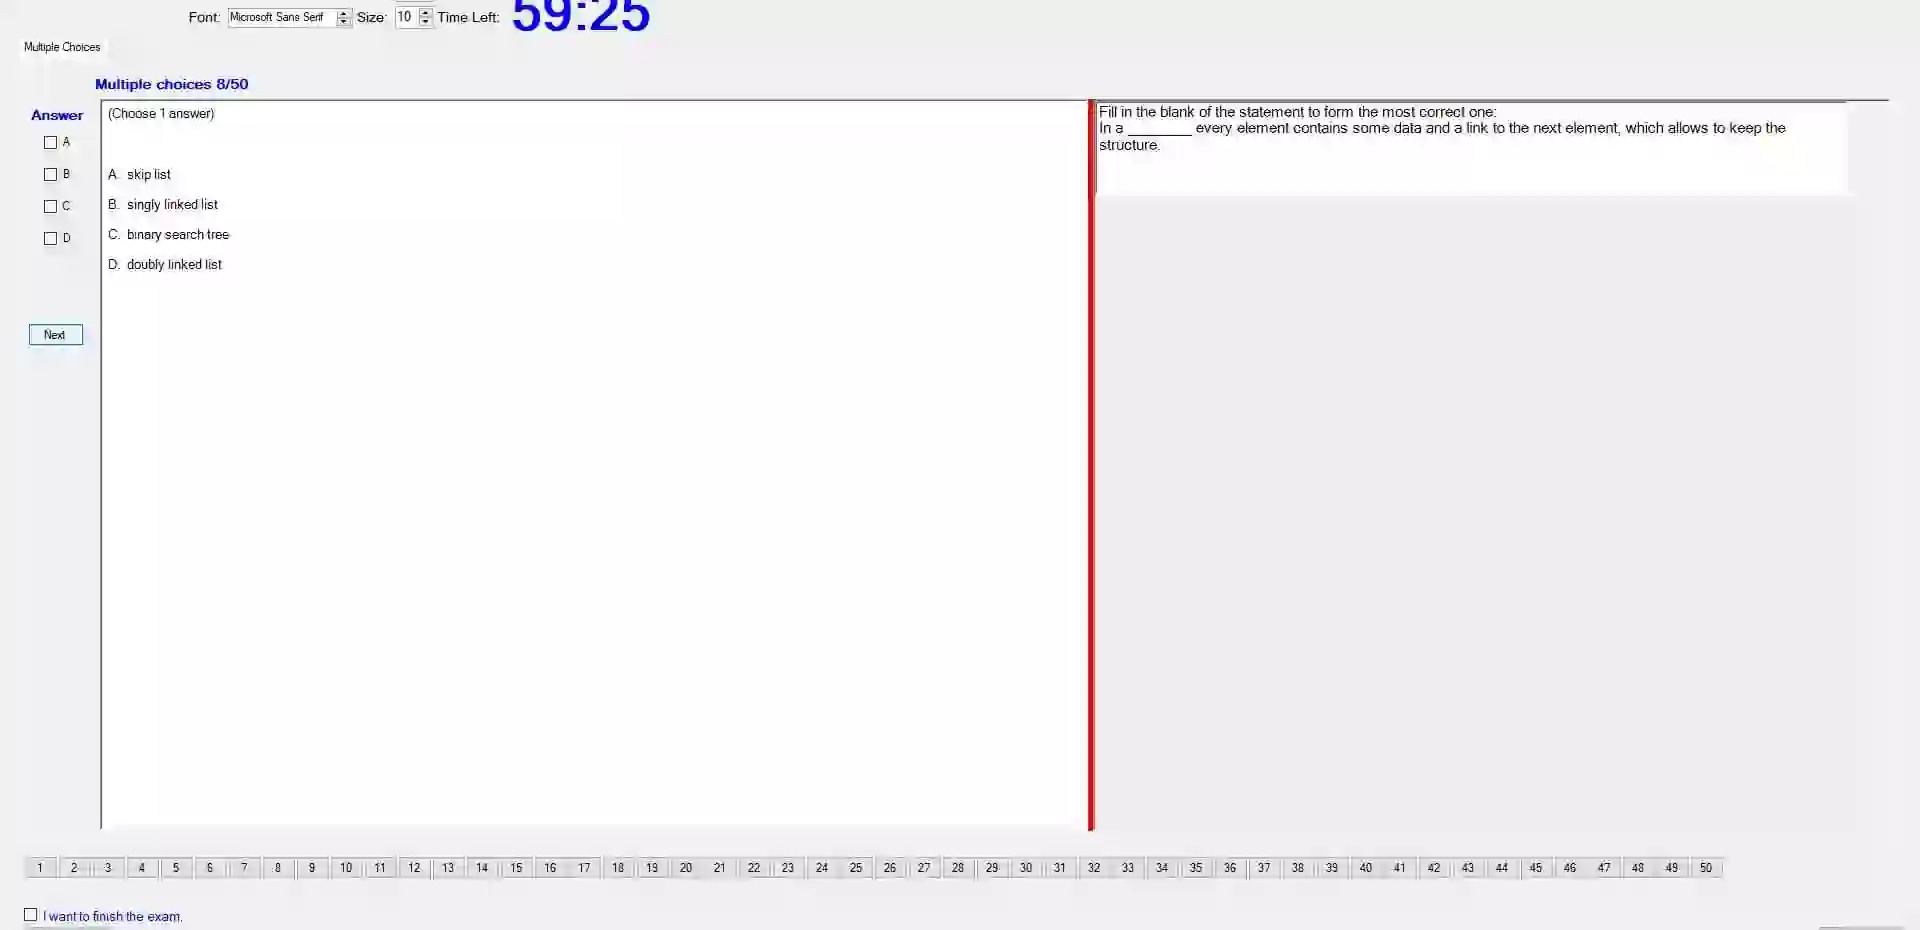 Font: Microsoft Sans Serif Size: 10 Time Left: 59:25
Multiple Choices
Multiple choices 8/50
Answer
A
B
C
D
Next
(Choose 1 answer)
A. skip list
B. singly linked list
C. binary search tree
D. doubly linked list
Fill in the blank of the statement to form the most correct one:
In a ________ every element contains some data and a link to the next element, which allows to keep the
structure.
1 2 3 4 5 6 7 8 9 10 11 12 13 14 15 16 17 18 19 20 21 22 23 24 25 26 27 28 29 30 31 32 33 34 35 36 37 38 39 40 41 42 43 44 45 46 47 48 49 50
I want to finish the exam.